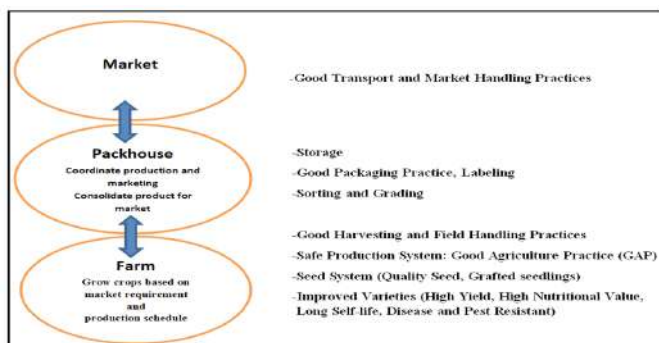 Market
-Good Transport and Market Handling Practices
Packhouse
Coordinate production and
marketing
Consolidate product for
market
-Storage
-Good Packaging Practice, Labeling
-Sorting and Grading
Farm
Grow crops based on
market requirement
and
production schedule
-Good Harvesting and Field Handling Practices
-Safe Production System: Good Agriculture Practice (GAP)
-Seed System (Quality Seed, Grafted seedlings)
-Improved Varieties (High Yield, High Nutritional Value,
Long Self-life, Disease and Pest Resistant)